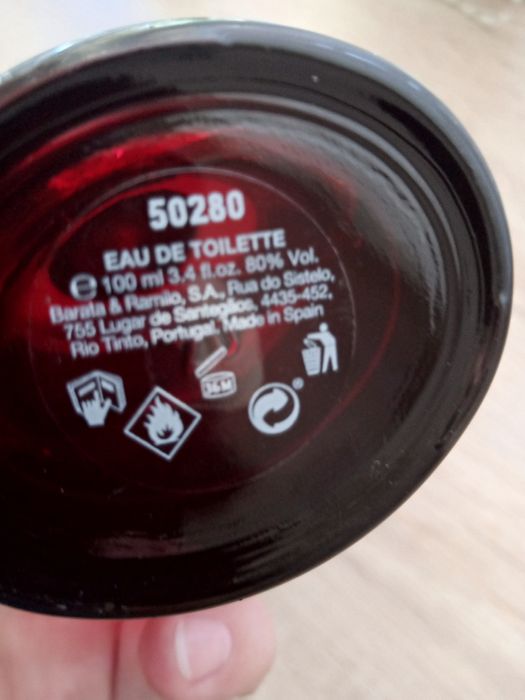 50280
EAU DE TOILETTE
℮ 100 ml 3.4 fl.oz. 80% Vol.
Barata & Ramilo, S.A., Rua do Sistelo,
755 Lugar de Santegãos, 4435-452,
Rio Tinto, Portugal. Made in Spain
36M
®